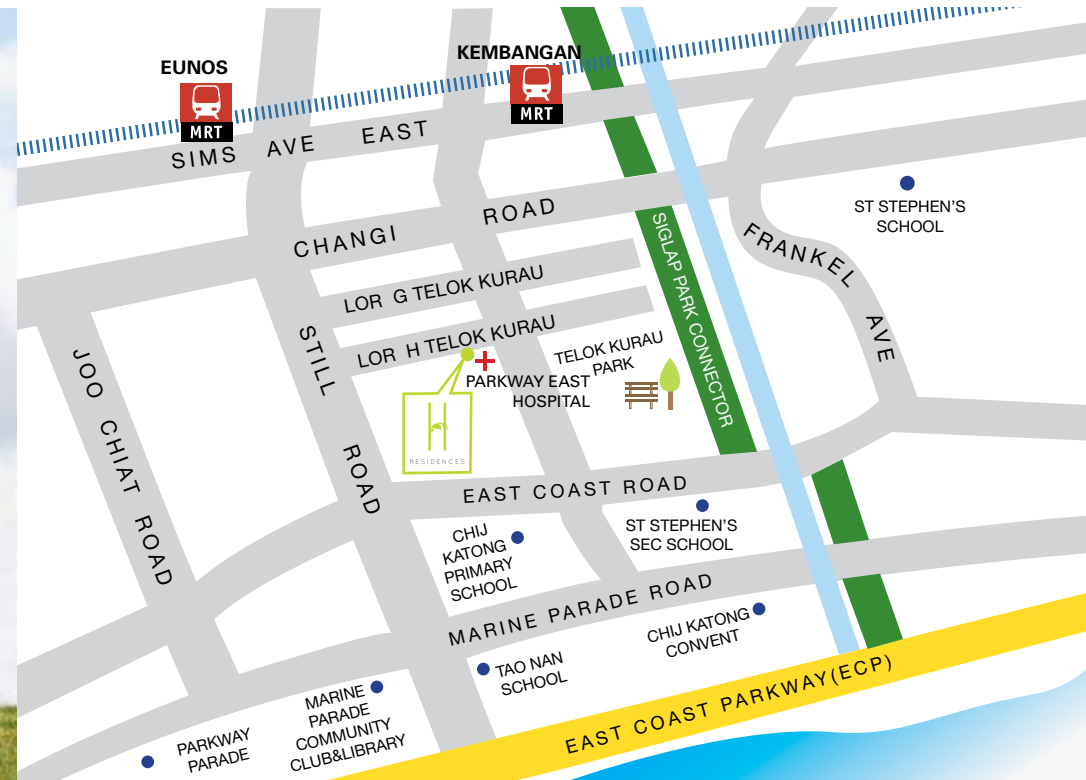 KEMBANGAN
EUNOS
MRT
MRT
SIMS AVE EAST
CHANGI ROAD
ST STEPHEN'S
SCHOOL
FRANKEL AVE
SIGLAP PARK CONNECTOR
LOR G TELOK KURAU
LOR H TELOK KURAU
STILL ROAD
JOO CHIAT ROAD
TELOK KURAU
PARK
PARKWAY EAST
HOSPITAL
H
RESIDENCES
EAST COAST ROAD
CHIJ
KATONG
PRIMARY
SCHOOL
ST STEPHEN'S
SEC SCHOOL
MARINE PARADE ROAD
CHIJ KATONG
CONVENT
TAO NAN
SCHOOL
MARINE
PARADE
COMMUNITY
CLUB&LIBRARY
PARKWAY
PARADE
EAST COAST PARKWAY(ECP)